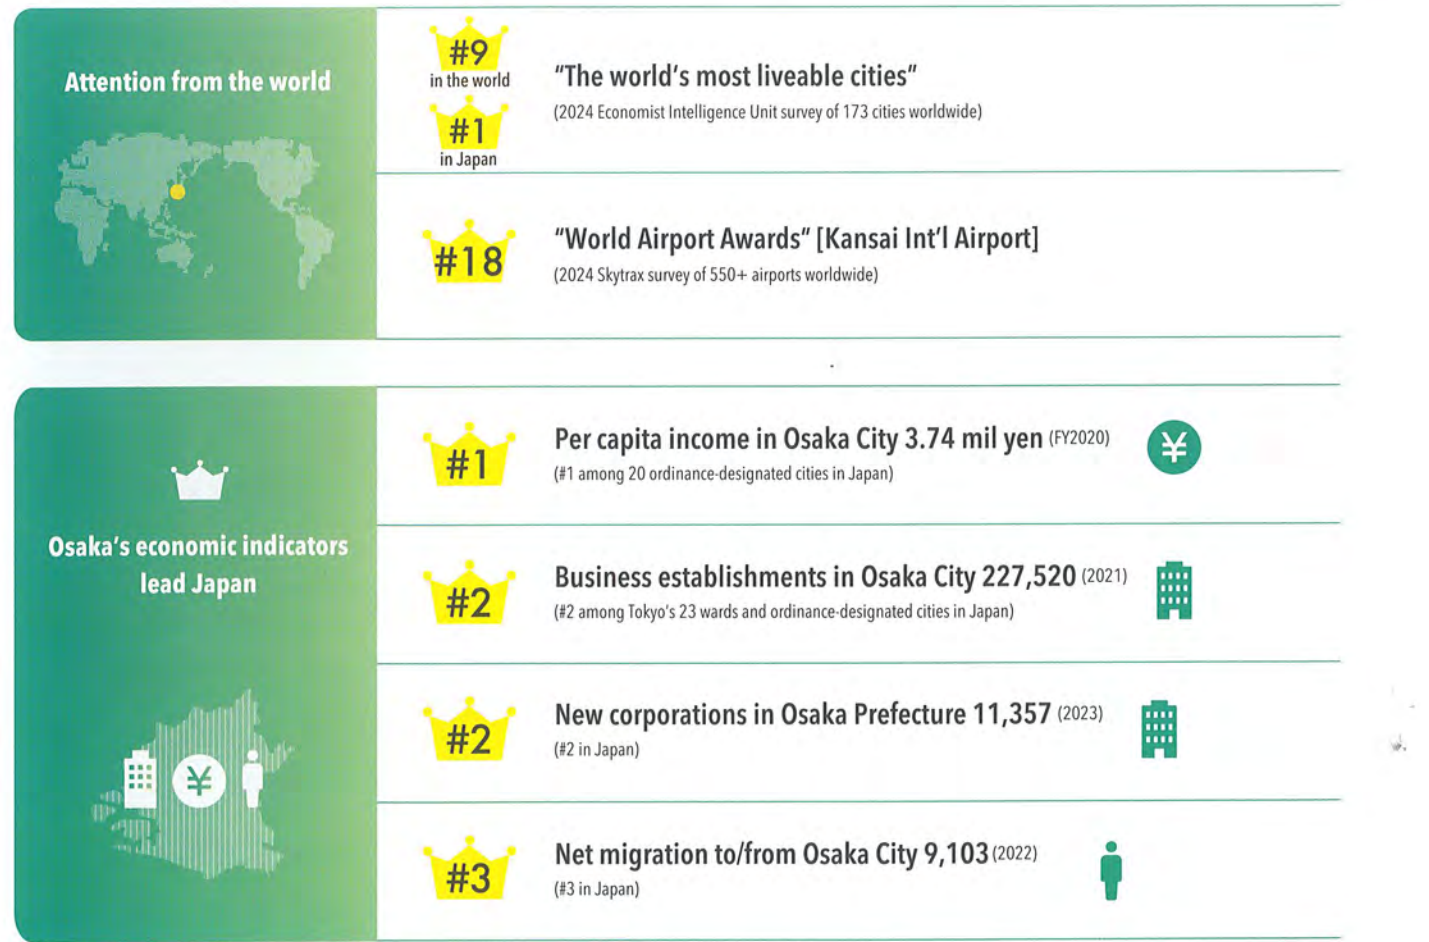 Attention from the world
#9
in the world
#1
in Japan
“The world’s most liveable cities”
(2024 Economist Intelligence Unit survey of 173 cities worldwide)
#18
“World Airport Awards” [Kansai Int’l Airport]
(2024 Skytrax survey of 550+ airports worldwide)
Osaka’s economic indicators
lead Japan
¥
#1
Per capita income in Osaka City 3.74 mil yen (FY2020)
(#1 among 20 ordinance-designated cities in Japan)
¥
#2
Business establishments in Osaka City 227,520 (2021)
(#2 among Tokyo’s 23 wards and ordinance-designated cities in Japan)
#2
New corporations in Osaka Prefecture 11,357 (2023)
(#2 in Japan)
#3
Net migration to/from Osaka City 9,103 (2022)
(#3 in Japan)